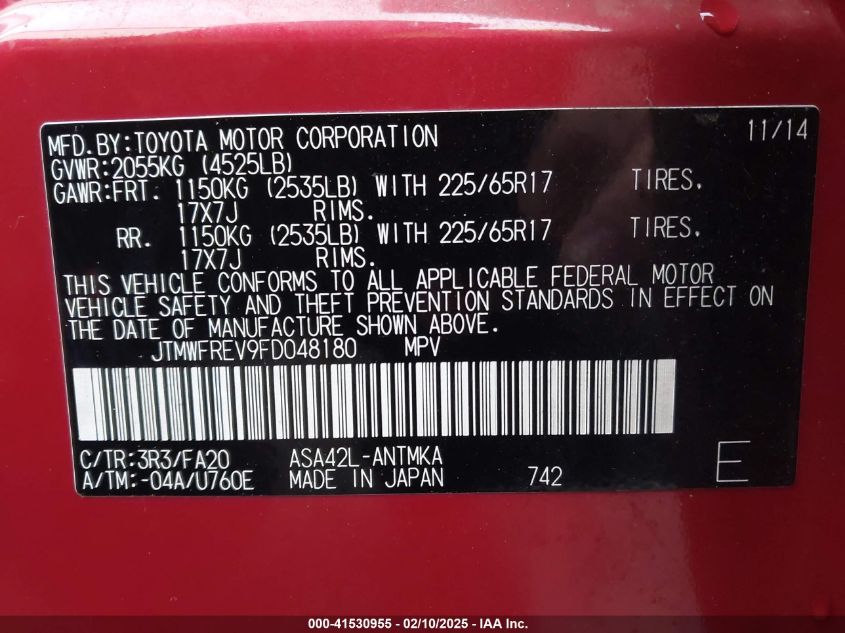 MFD.BY:TOYOTA MOTOR CORPORATION 11/14
GVWR:2055KG (4525LB)
GAWR:FRT. 1150KG (2535LB) WITH 225/65R17 TIRES.
17X7J RIMS.
RR. 1150KG (2535LB) WITH 225/65R17 TIRES.
17X7J RIMS.
THIS VEHICLE CONFORMS TO ALL APPLICABLE FEDERAL MOTOR
VEHICLE SAFETY AND THEFT PREVENTION STANDARDS IN EFFECT ON
THE DATE OF MANUFACTURE SHOWN ABOVE.
JTMWFREV9FD048180 MPV
C/TR:3R3/FA20 ASA42L-ANTMKA
A/TM:-04A/U760E MADE IN JAPAN 742 E
000-41530955 - 02/10/2025 - IAA Inc.